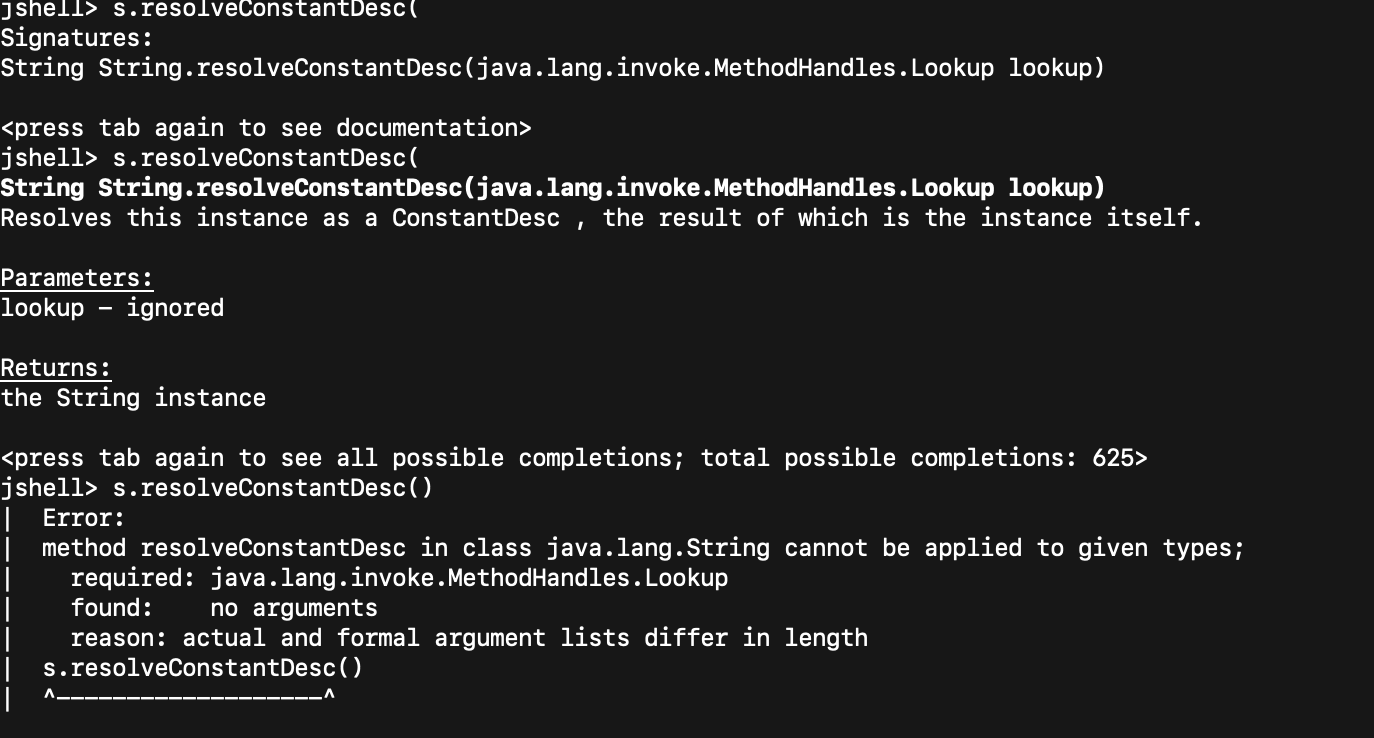 jshell> s.resolveConstantDesc(
Signatures:
String String.resolveConstantDesc(java.lang.invoke.MethodHandles.Lookup lookup)
<press tab again to see documentation>
jshell> s.resolveConstantDesc(
String String.resolveConstantDesc(java.lang.invoke.MethodHandles.Lookup lookup)
Resolves this instance as a ConstantDesc , the result of which is the instance itself.
Parameters:
lookup – ignored
Returns:
the String instance
<press tab again to see all possible completions; total possible completions: 625>
jshell> s.resolveConstantDesc()
|  Error:
|  method resolveConstantDesc in class java.lang.String cannot be applied to given types;
|    required: java.lang.invoke.MethodHandles.Lookup
|    found:    no arguments
|    reason: actual and formal argument lists differ in length
|  s.resolveConstantDesc()
|  ^--------------------^